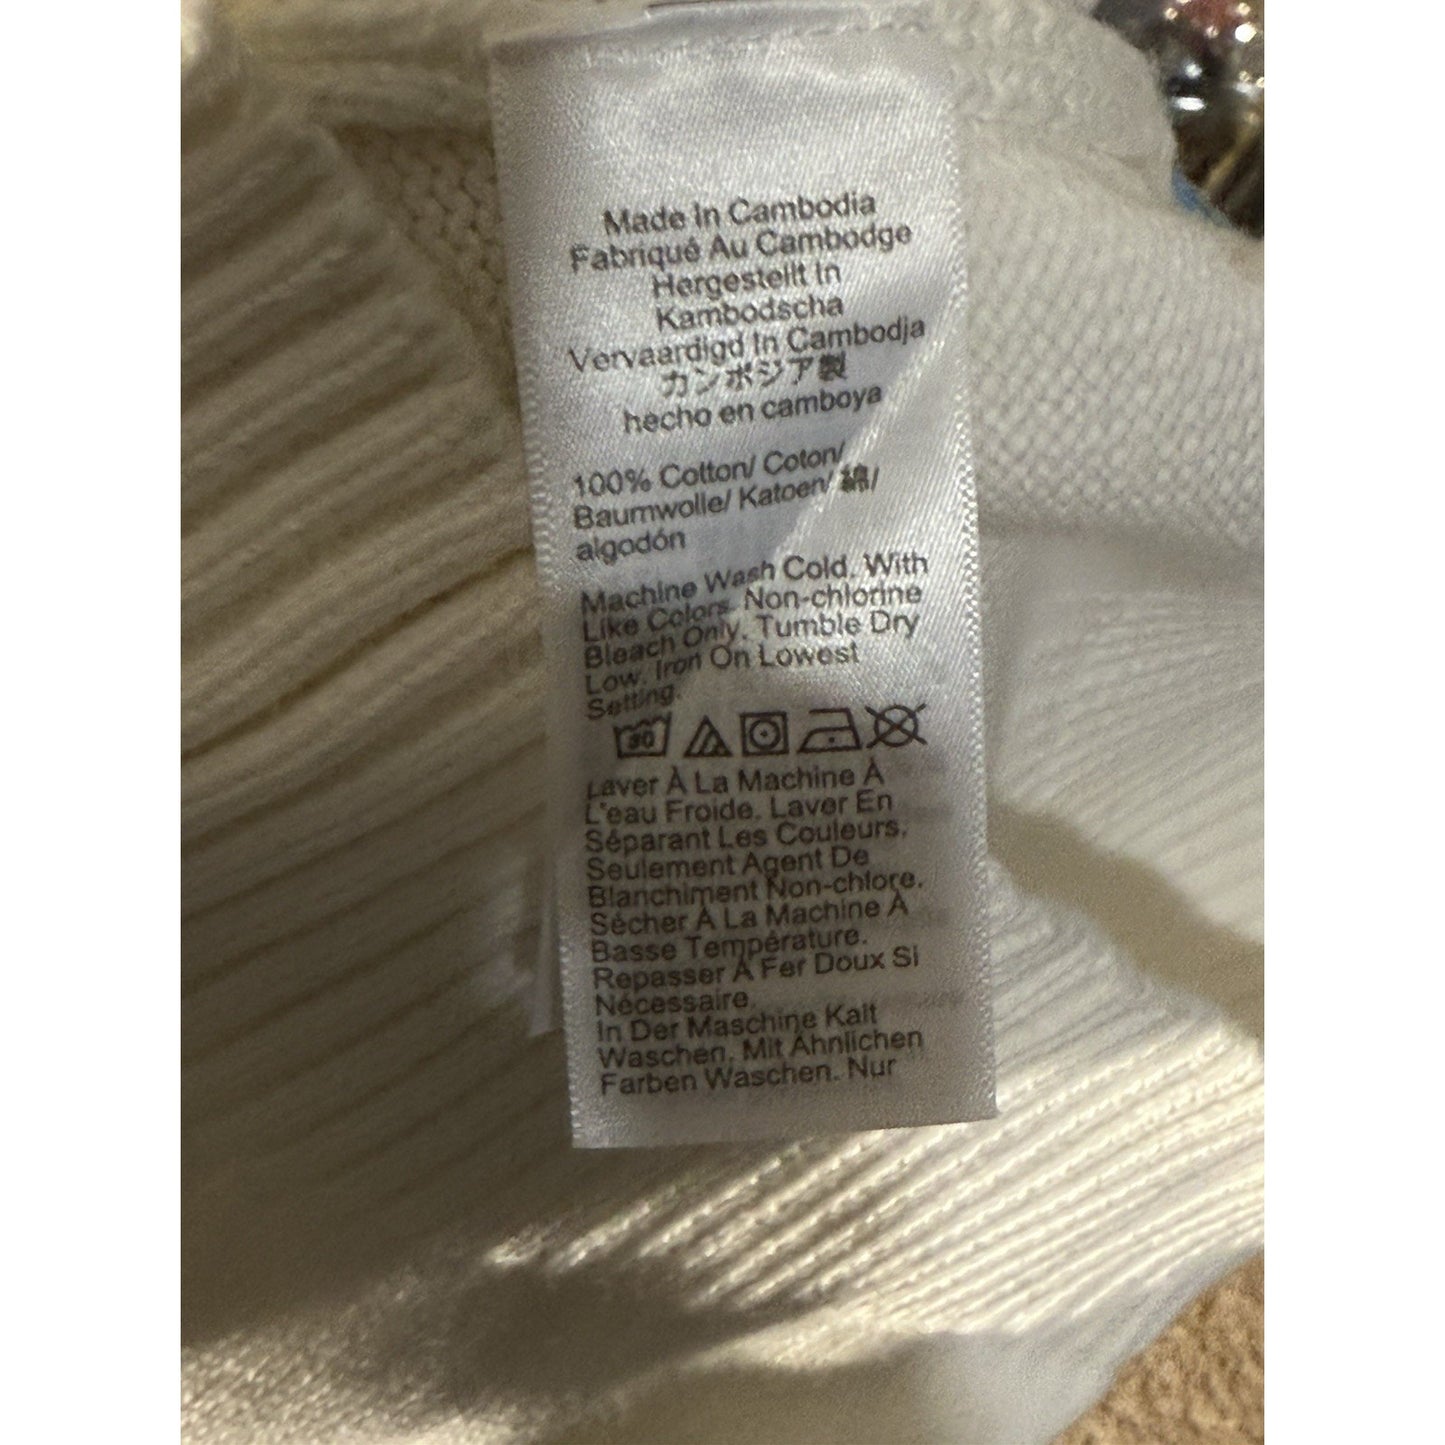 Made In Cambodia
Fabriqué Au Cambodge
Hergestellt In
Kambodscha
Vervaardigd In Cambodja
カンボジア製
hecho en camboya
100% Cotton/ Coton/
Baumwolle/ Katoen/ 綿/
algodón
Machine Wash Cold. With
Like Colors. Non-chlorine
Bleach Only. Tumble Dry
Low. Iron On Lowest
Setting.
30
Laver À La Machine À
L'eau Froide. Laver En
Séparant Les Couleurs.
Seulement Agent De
Blanchiment Non-chlore.
Sécher À La Machine À
Basse Température.
Repasser À Fer Doux Si
Nécessaire.
In Der Maschine Kalt
Waschen. Mit Ähnlichen
Farben Waschen. Nur